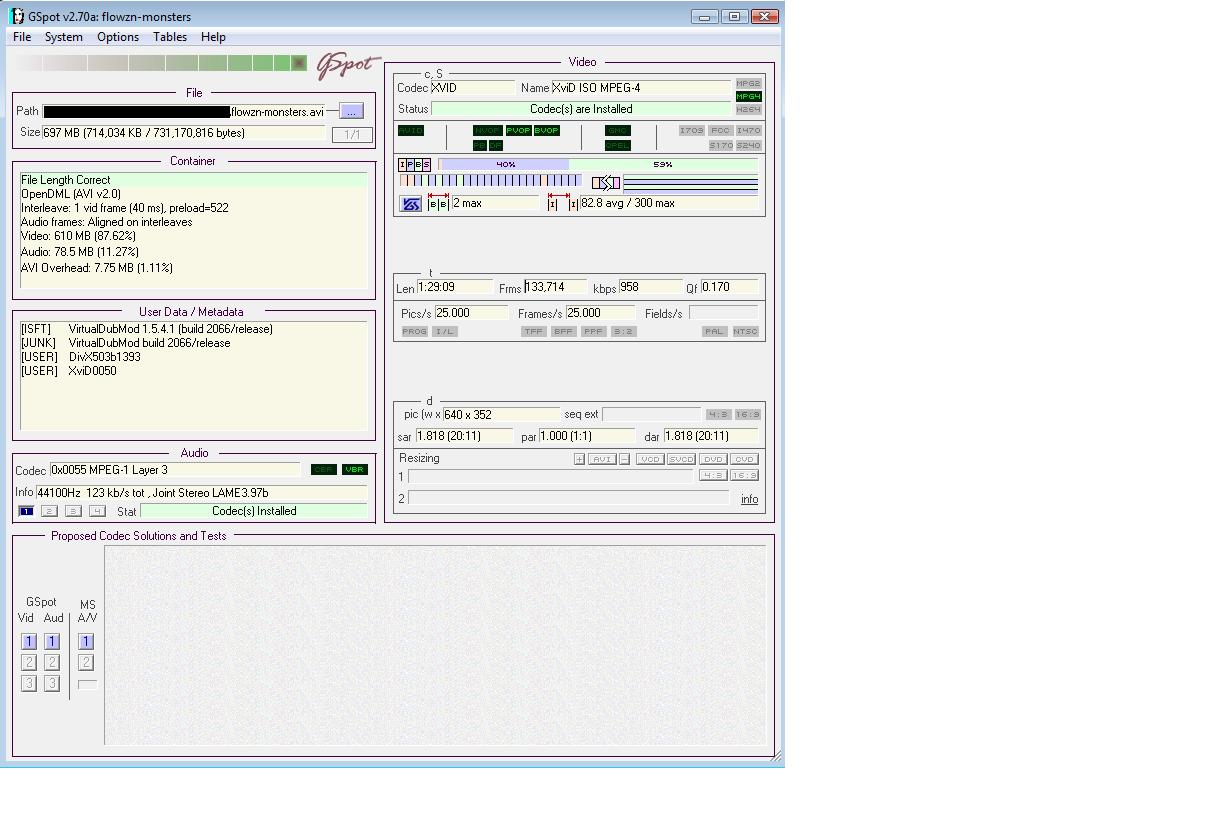 GSpot v2.70a: flowzn-monsters
File System Options Tables Help
GSpot
File
Path .flowzn-monsters.avi ...
Size 697 MB (714,034 KB / 731,170,816 bytes) 1/1
Container
File Length Correct
OpenDML (AVI v2.0)
Interleave: 1 vid frame (40 ms), preload=522
Audio frames: Aligned on interleaves
Video: 610 MB (87.62%)
Audio: 78.5 MB (11.27%)
AVI Overhead: 7.75 MB (1.11%)
User Data / Metadata
[ISFT] VirtualDubMod 1.5.4.1 (build 2066/release)
[JUNK] VirtualDubMod build 2066/release
[USER] DivX503b1393
[USER] XviD0050
Audio
Codec 0x0055 MPEG-1 Layer 3 CBR VBR
Info 44100Hz 123 kb/s tot , Joint Stereo LAME3.97b
1 2 3 4 Stat Codec(s) Installed
Video
c, S
Codec XVID Name XviD ISO MPEG-4 MPG2
MPG4
Status Codec(s) are Installed H264
AVID NVOP PVOP BVOP GMC I709 FCC I470
PB DP QPEL S170 S240
I P B S 40% 59%
B B 2 max I I 82.8 avg / 300 max
t
Len 1:29:09 Frms 133,714 kbps 958 Qf 0.170
Pics/s 25.000 Frames/s 25.000 Fields/s
PROG I/L TFF BFF PPF 3:2 PAL NTSC
d
pic (w x 640 x 352 seq ext 4:3 16:9
sar 1.818 (20:11) par 1.000 (1:1) dar 1.818 (20:11)
Resizing + AVI – VCD SVCD DVD CVD
1 4:3 16:9
2 info
Proposed Codec Solutions and Tests
GSpot MS
Vid Aud A/V
1 1 1
2 2 2
3 3